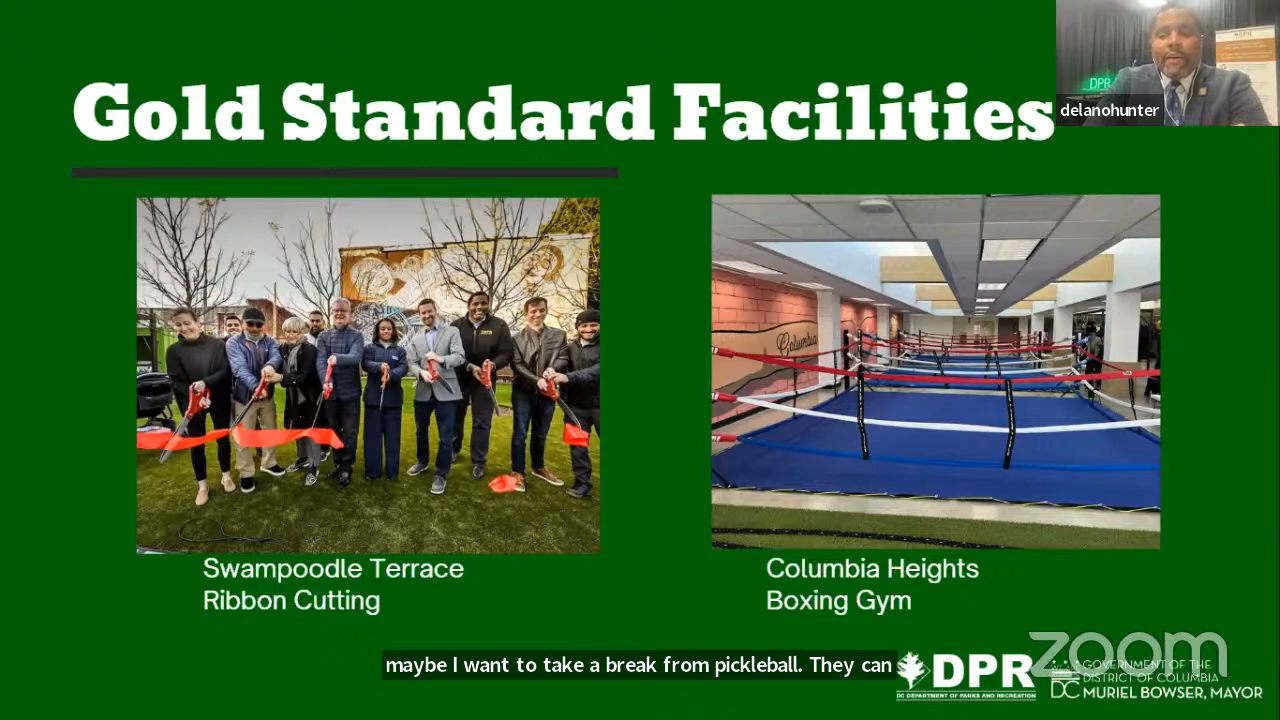 Gold Standard Facilities
DPR
delanohunter
Columbia
Swampoodle Terrace
Ribbon Cutting
Columbia Heights
Boxing Gym
maybe I want to take a break from pickleball. They can
DPR
DC DEPARTMENT OF PARKS AND RECREATION
zoom
GOVERNMENT OF THE
DISTRICT OF COLUMBIA
DC MURIEL BOWSER, MAYOR